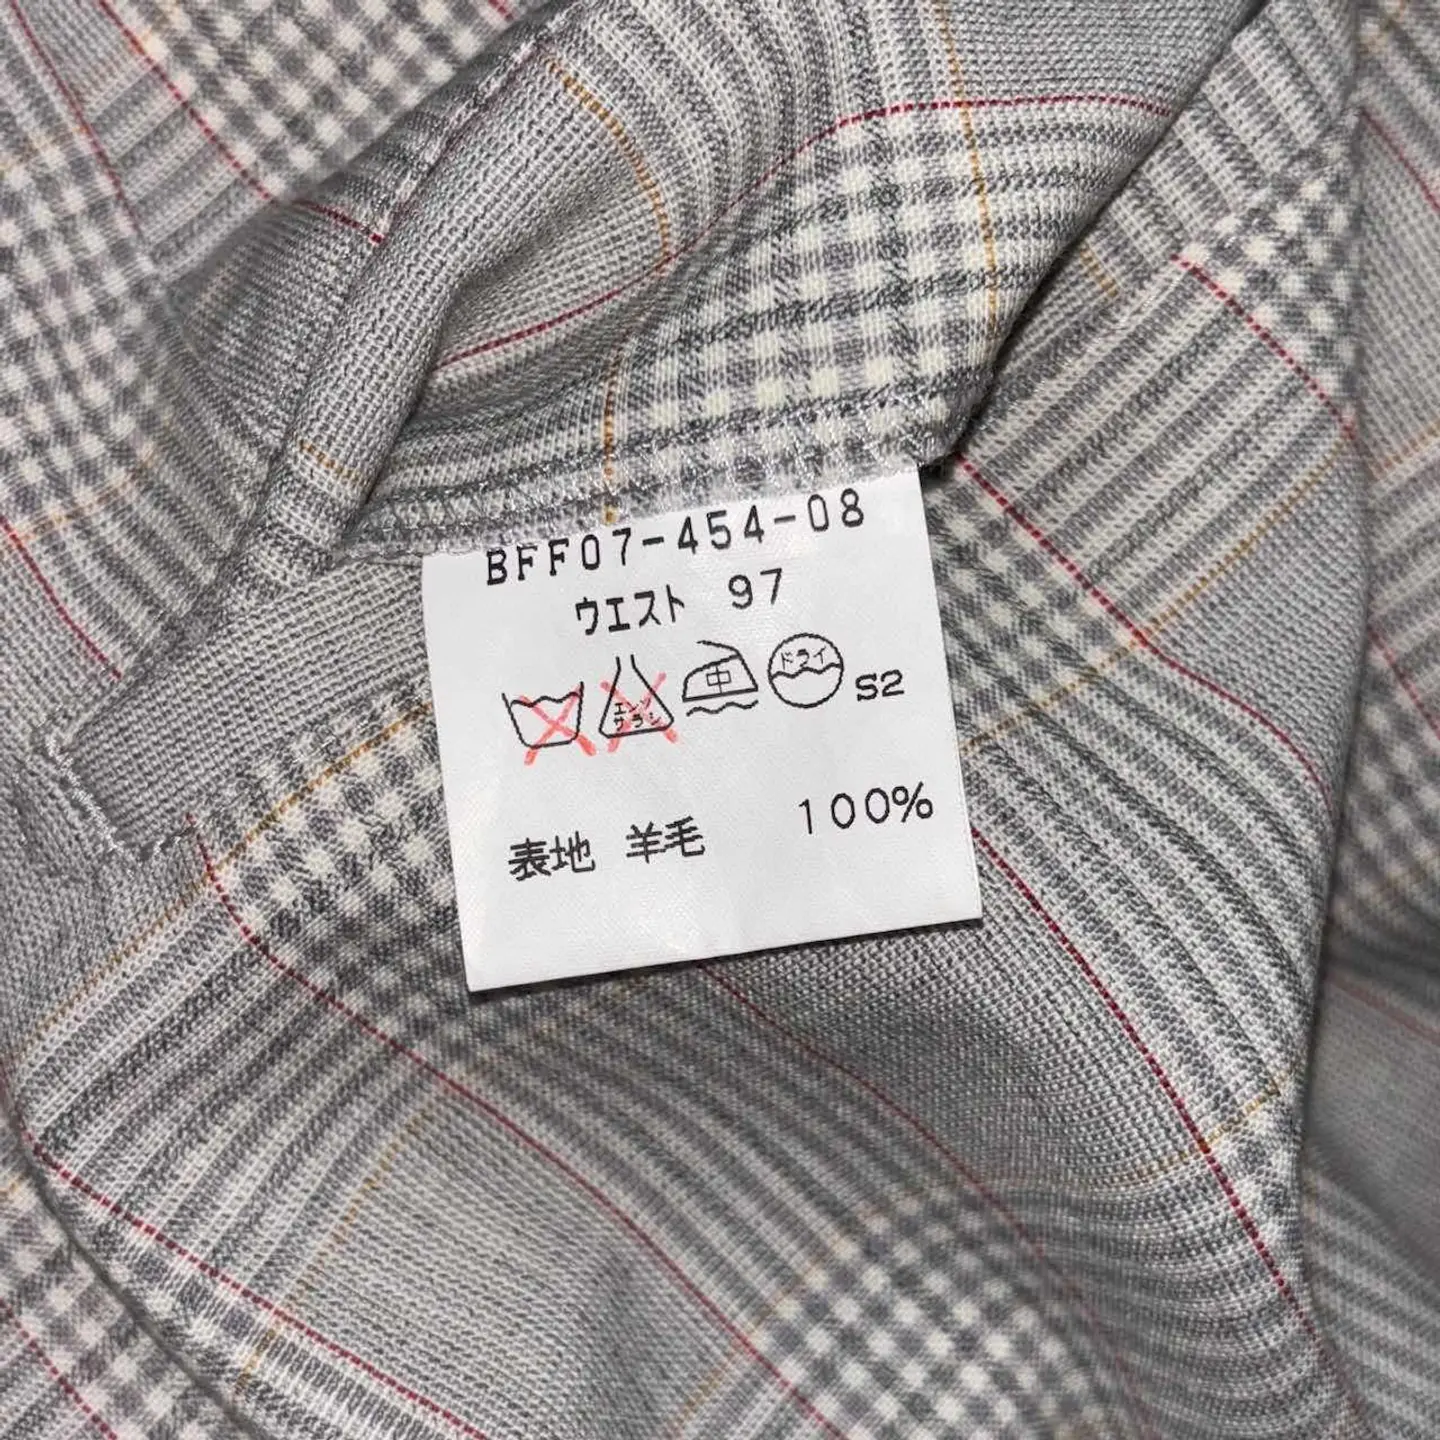 BFF07-454-08
ウエスト 97
エンソ
サラシ
中
ドライ
S2
表地 羊毛 100%